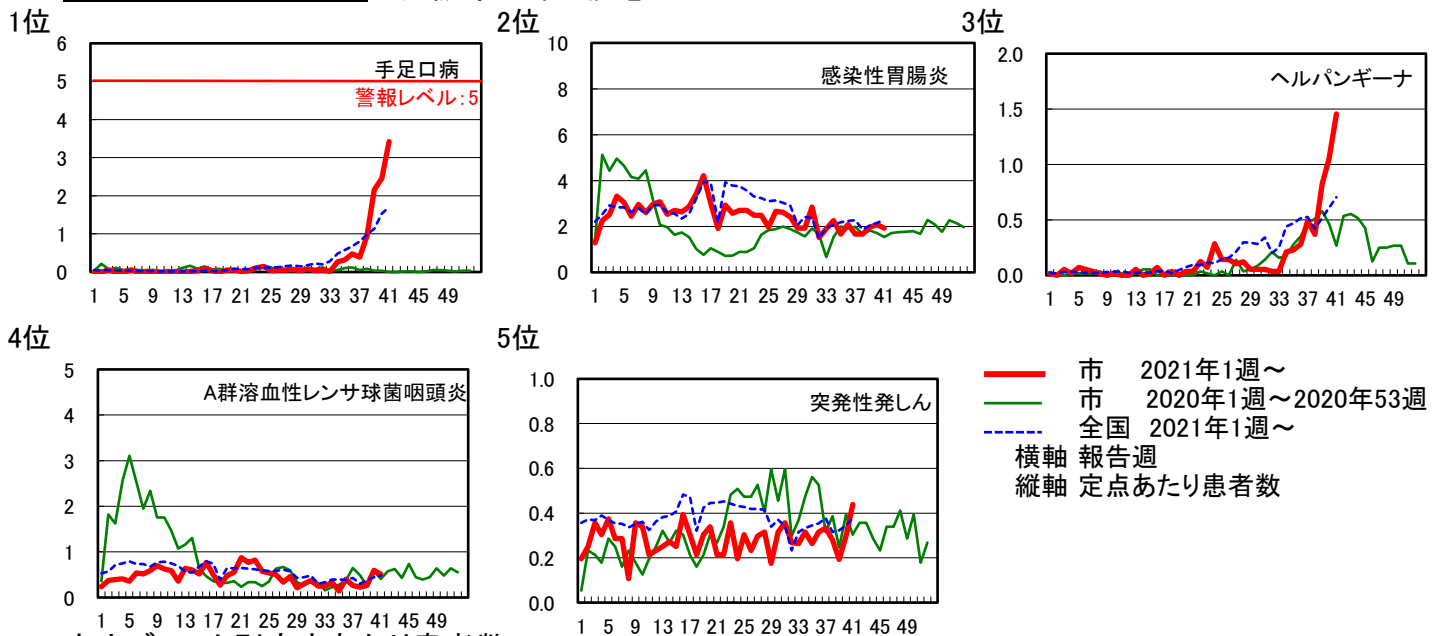 1位
2位
3位
6
5
4
3
2
1
0
手足口病
警報レベル:5
1 5 9 13 17 21 25 29 33 37 41 45 49
10
8
6
4
2
0
感染性胃腸炎
1 5 9 13 17 21 25 29 33 37 41 45 49
2.0
1.5
1.0
0.5
0.0
ヘルパンギーナ
1 5 9 13 17 21 25 29 33 37 41 45 49
4位
5位
5
4
3
2
1
0
A群溶血性レンサ球菌咽頭炎
1 5 9 13 17 21 25 29 33 37 41 45 49
1.0
0.8
0.6
0.4
0.2
0.0
突発性発しん
1 5 9 13 17 21 25 29 33 37 41 45 49
市 2021年1週～
市 2020年1週～2020年53週
全国 2021年1週～
横軸 報告週
縦軸 定点あたり患者数